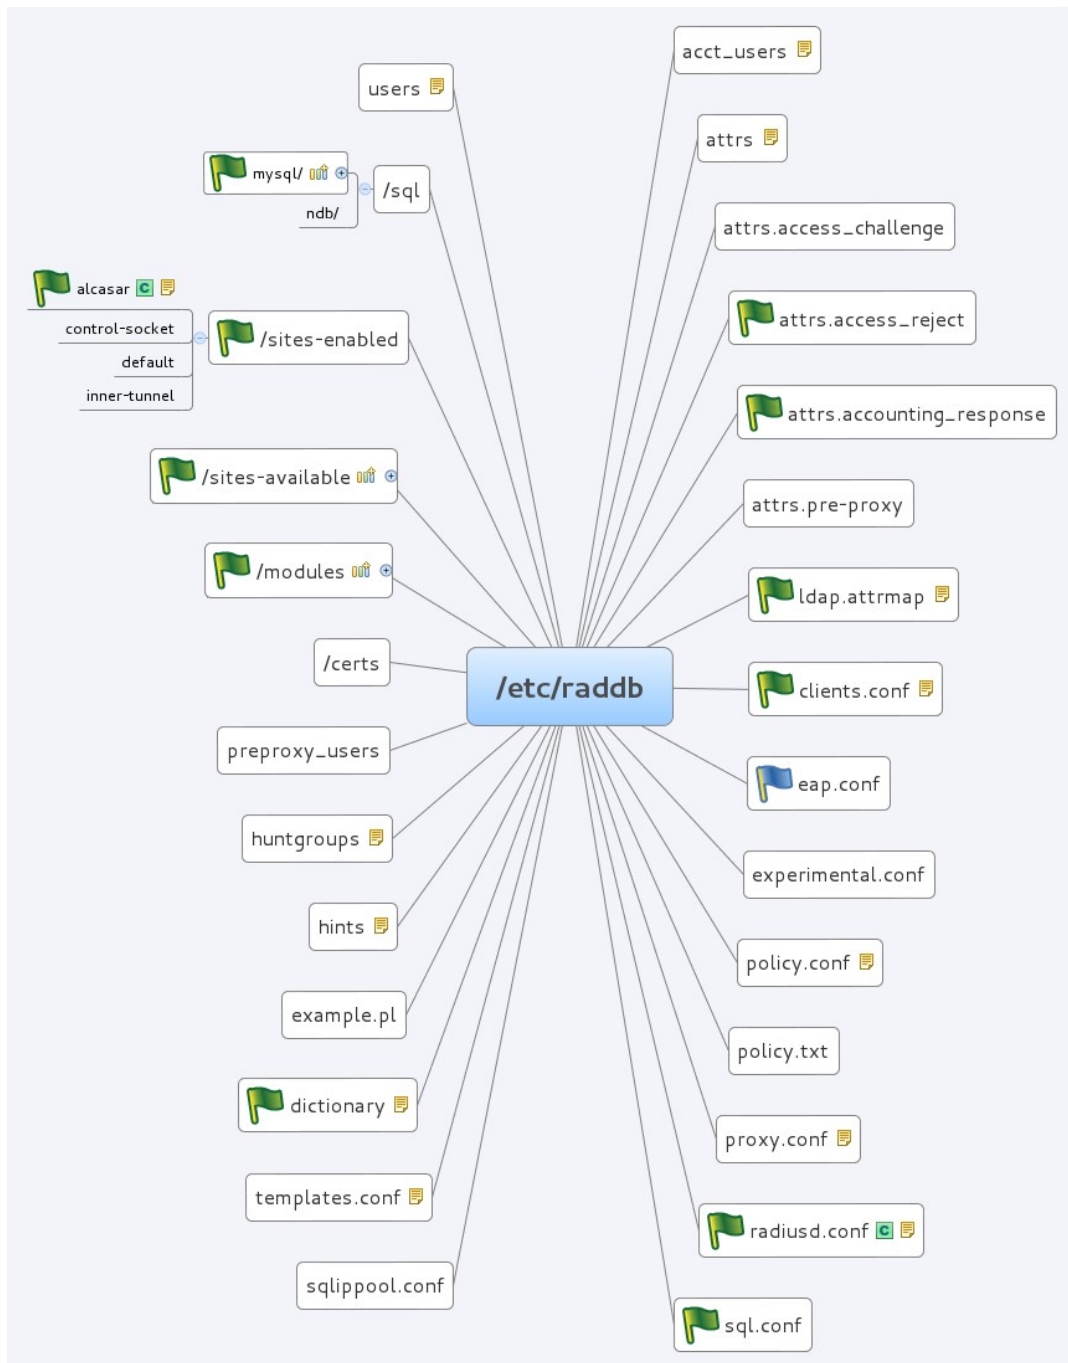 acct_users
users
attrs
mysql/
/sql
ndb/
attrs.access_challenge
alcasar C
attrs.access_reject
control-socket
/sites-enabled
default
inner-tunnel
attrs.accounting_response
/sites-available
attrs.pre-proxy
/modules
ldap.attrmap
/certs
/etc/raddb
clients.conf
preproxy_users
eap.conf
huntgroups
experimental.conf
hints
policy.conf
example.pl
policy.txt
dictionary
proxy.conf
templates.conf
radiusd.conf C
sqlippool.conf
sql.conf